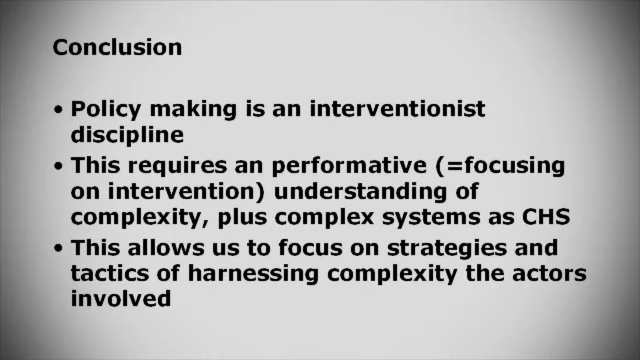 Conclusion
• Policy making is an interventionist
discipline
• This requires an performative (=focusing
on intervention) understanding of
complexity, plus complex systems as CHS
• This allows us to focus on strategies and
tactics of harnessing complexity the actors
involved